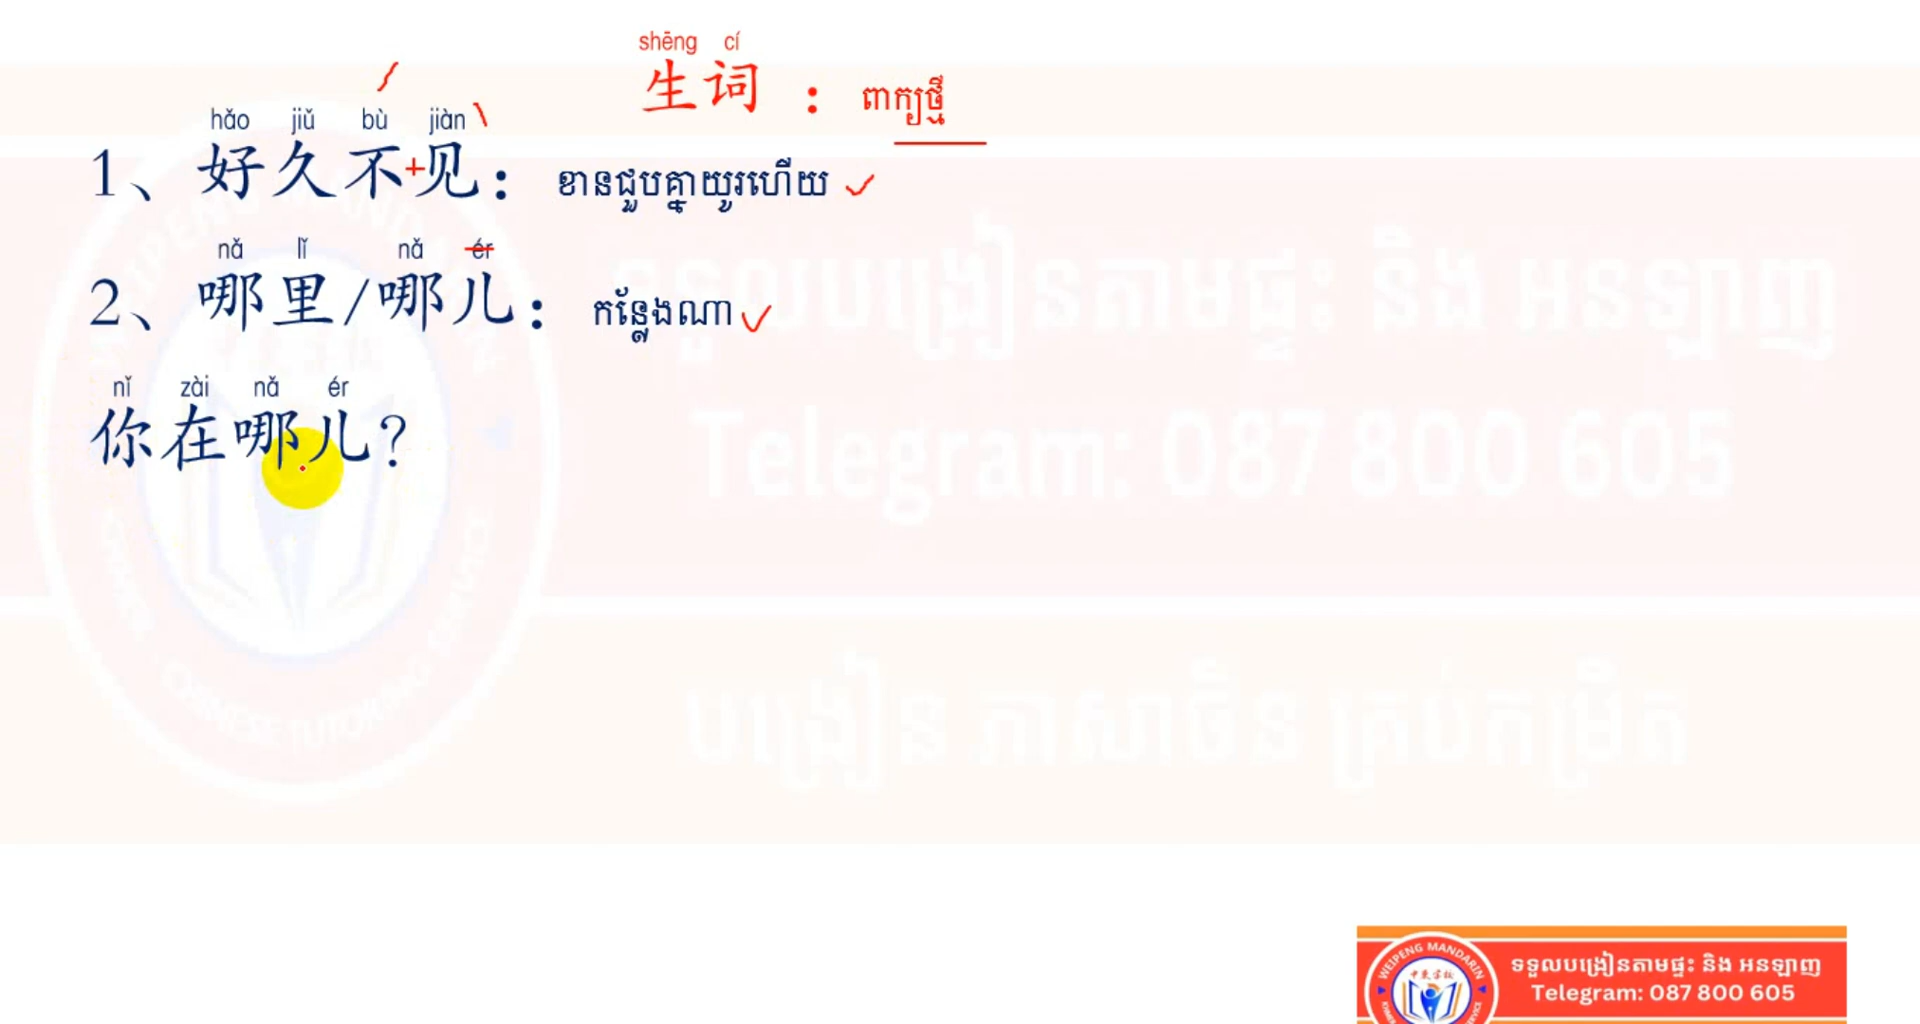 shēng cí
生词 : ពាក្យថ្មី
hǎo jiǔ bù jiàn
1、好久不+见: ខានជួបគ្នាយូរហើយ
nǎ lǐ nǎ ér
2、哪里/哪儿: កន្លែងណា
nǐ zài nǎ ér
你在哪儿?
ទទួលបង្រៀនតាមផ្ទះ និង អនឡាញ
Telegram: 087 800 605
បង្រៀន ភាសាចិន គ្រប់កម្រិត
WEIPENG MANDARIN
ទទួលបង្រៀនតាមផ្ទះ និង អនឡាញ
Telegram: 087 800 605